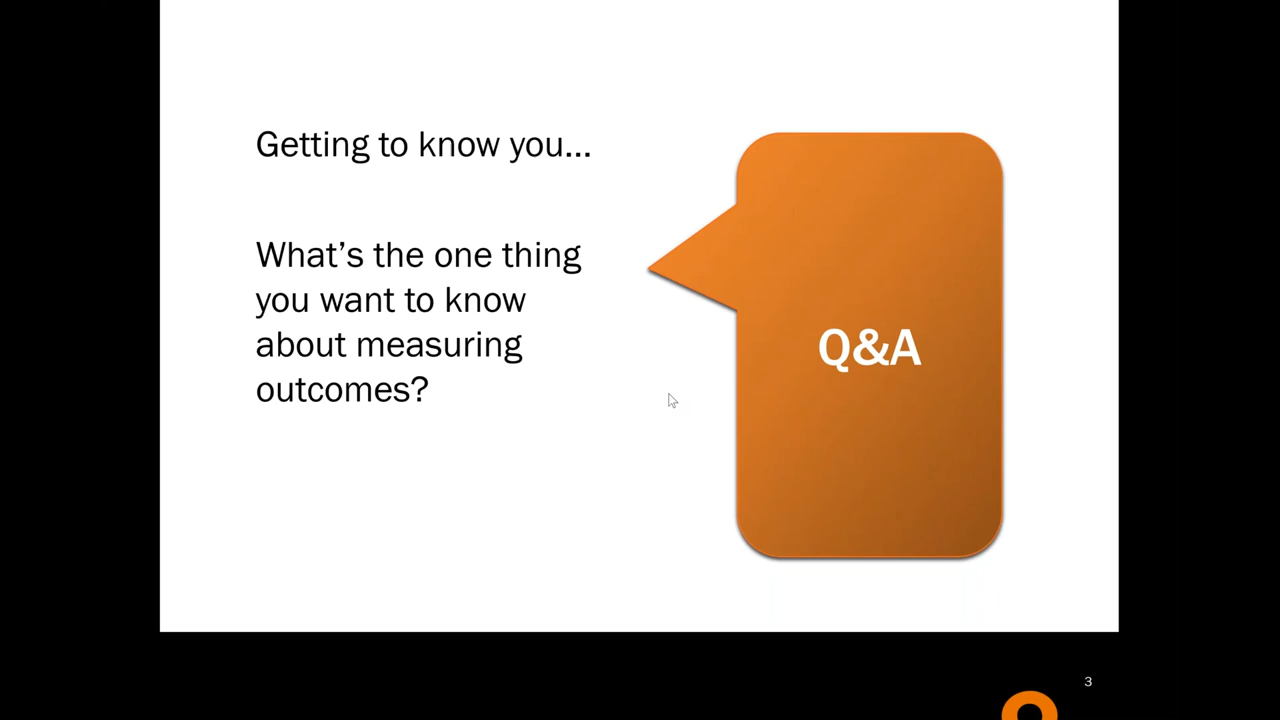 Getting to know you...
What’s the one thing
you want to know
about measuring
outcomes?
Q&A
3